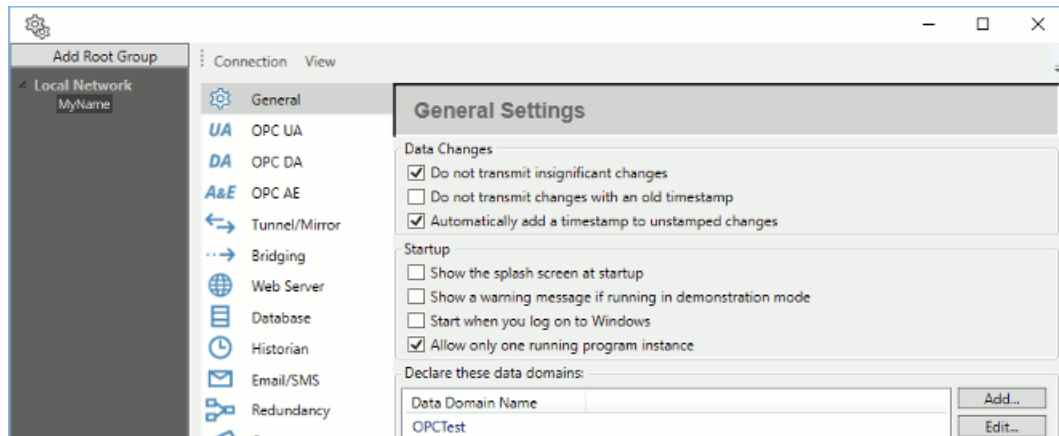 Add Root Group
Connection View
Local Network
MyName
General
UA OPC UA
DA OPC DA
A&E OPC AE
Tunnel/Mirror
Bridging
Web Server
Database
Historian
Email/SMS
Redundancy
General Settings
Data Changes
Do not transmit insignificant changes
Do not transmit changes with an old timestamp
Automatically add a timestamp to unstamped changes
Startup
Show the splash screen at startup
Show a warning message if running in demonstration mode
Start when you log on to Windows
Allow only one running program instance
Declare these data domains:
Data Domain Name
OPCTest
Add...
Edit...